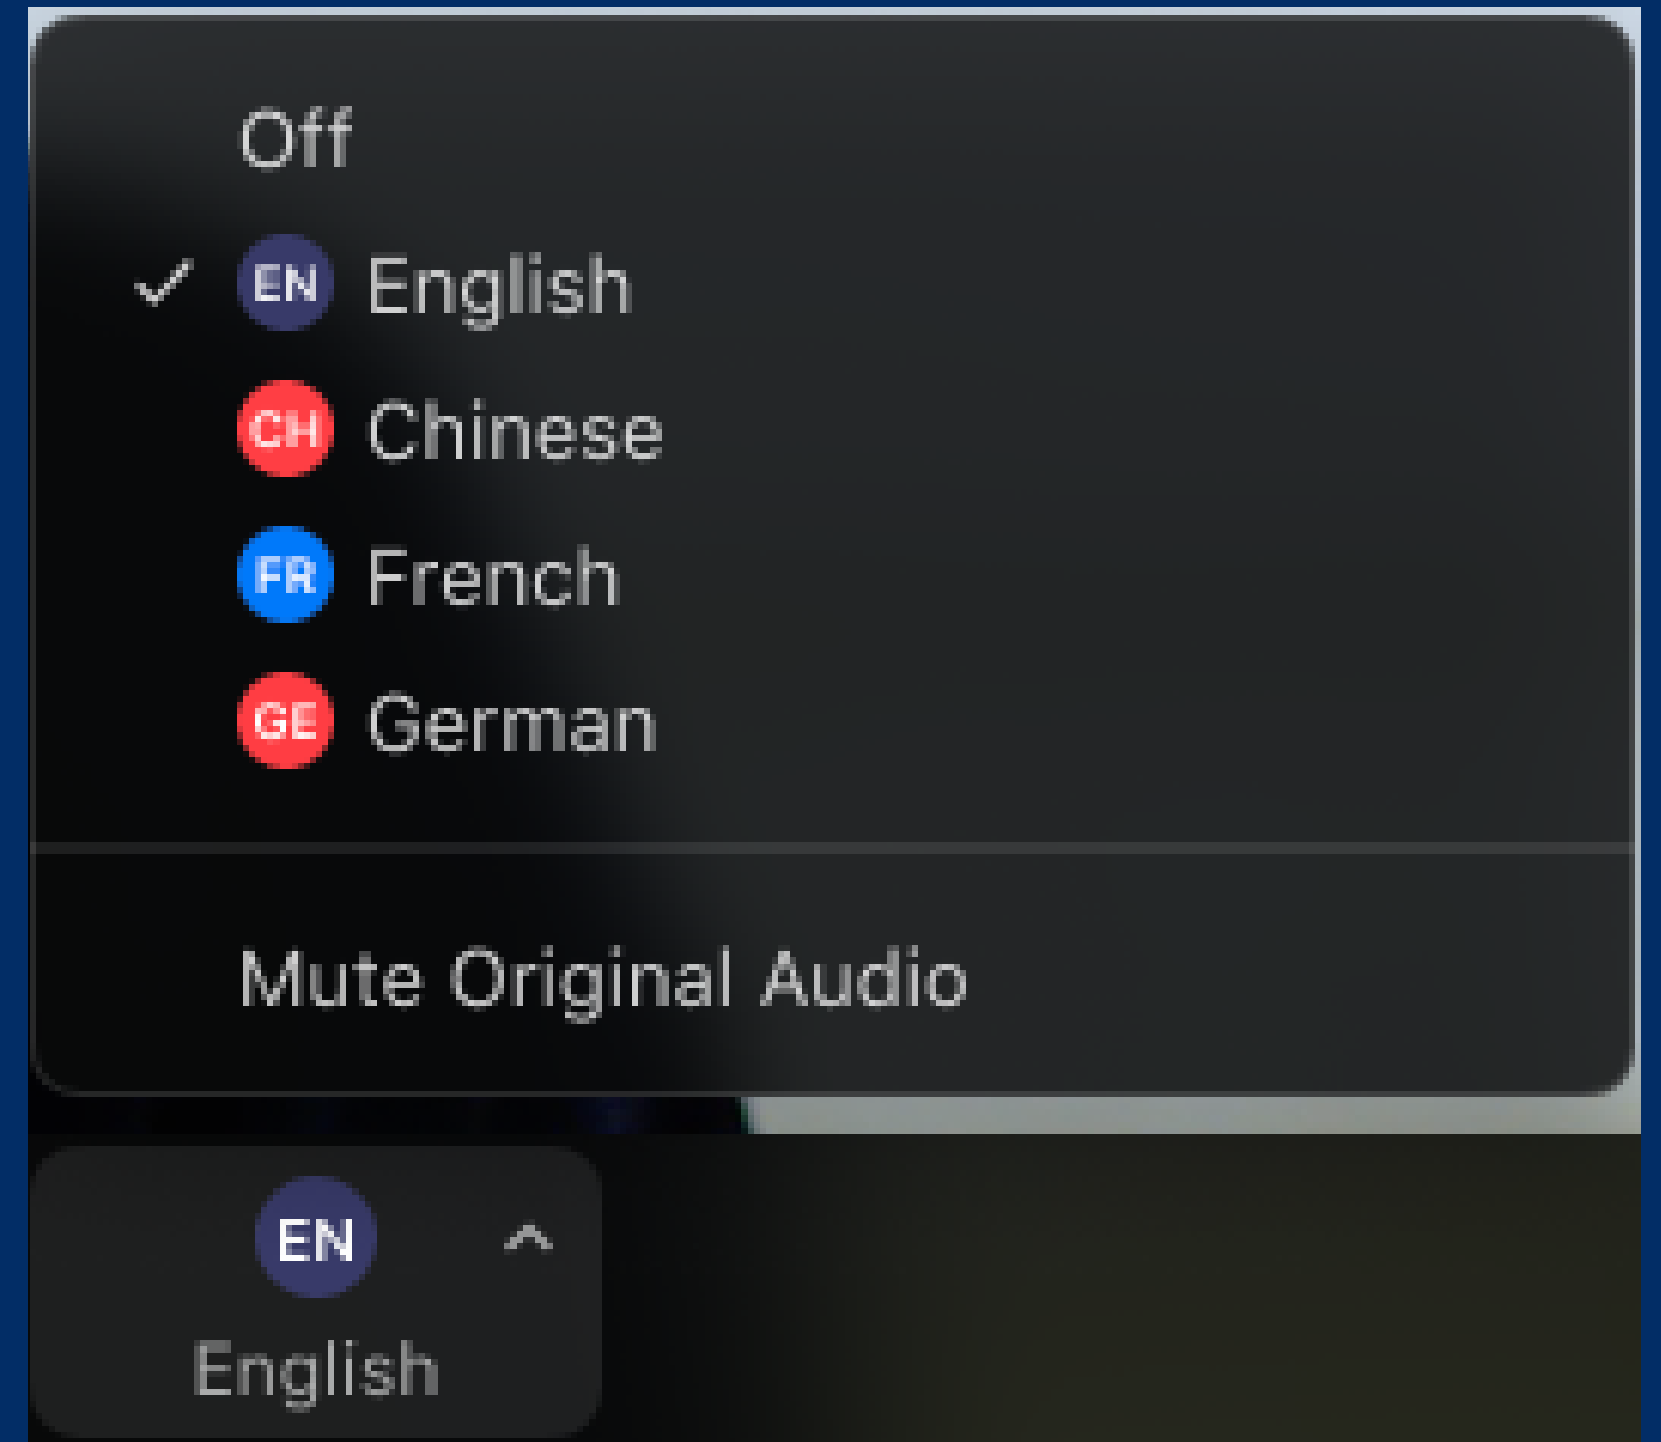 Off
EN English
CH Chinese
FR French
GE German
Mute Original Audio
EN
English